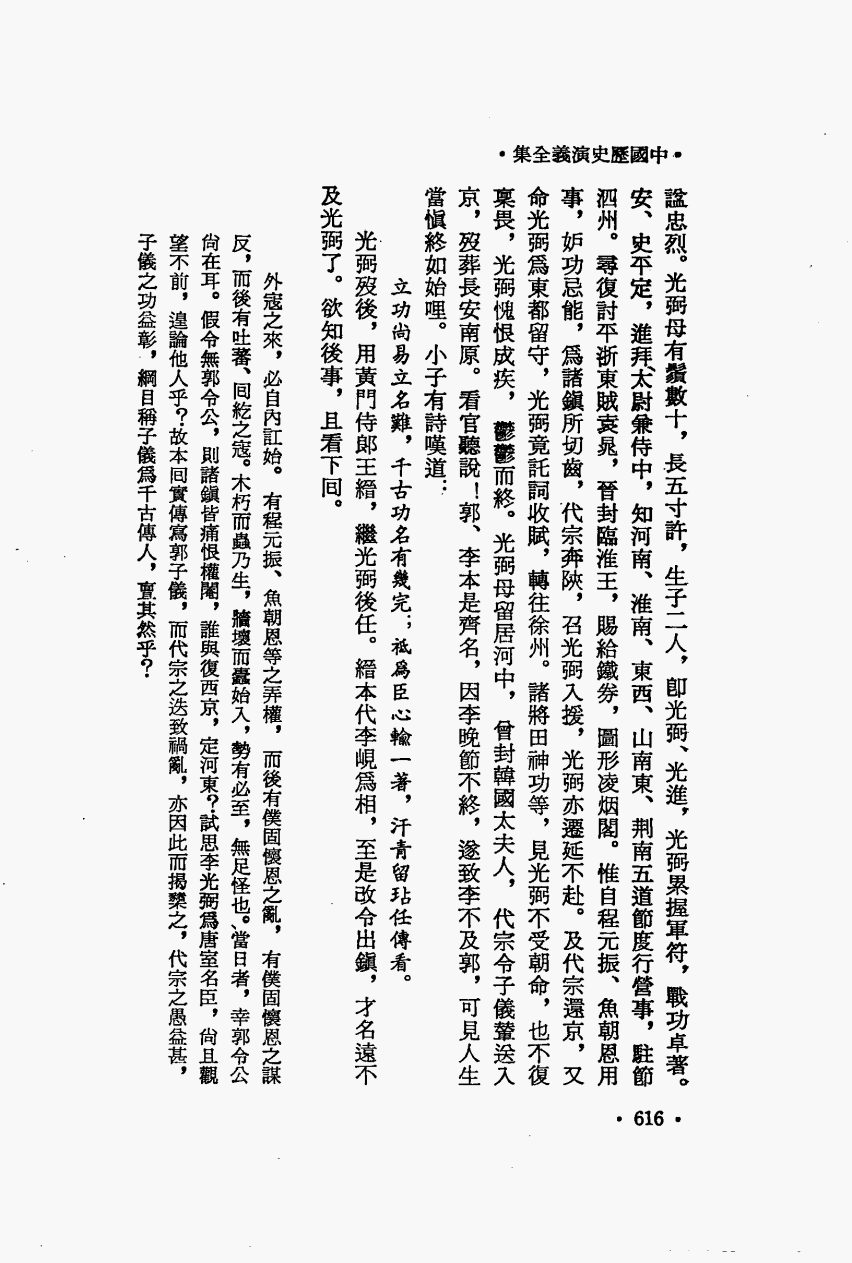 ·中國歷史演義全集·
諡忠烈。光弼母有鬚數十，長五寸許，生子二人，卽光弼、光進，光弼累握軍符，戰功卓著。
安、史平定，進拜太尉兼侍中，知河南、淮南、東西、山南東、荆南五道節度行營事，駐節
泗州。尋復討平浙東賊袁晁，晉封臨淮王，賜給鐵券，圖形凌烟閣。惟自程元振、魚朝恩用
事，妒功忌能，爲諸鎭所切齒，代宗奔陝，召光弼入援，光弼亦遷延不赴。及代宗還京，又
命光弼爲東都留守，光弼竟託詞收賦，轉往徐州。諸將田神功等，見光弼不受朝命，也不復
稟畏，光弼愧恨成疾，鬱鬱而終。光弼母留居河中，曾封韓國太夫人，代宗令子儀輦送入
京，歿葬長安南原。看官聽說！郭、李本是齊名，因李晚節不終，遂致李不及郭，可見人生
當愼終如始哩。小子有詩嘆道：
立功尚易立名難，千古功名有幾完；祇爲臣心輸一著，汗靑留玷任傳看。
光弼歿後，用黃門侍郞王縉，繼光弼後任。縉本代李峴爲相，至是改令出鎭，才名遠不
及光弼了。欲知後事，且看下回。
外寇之來，必自內訌始。有程元振、魚朝恩等之弄權，而後有僕固懷恩之亂，有僕固懷恩之謀
反，而後有吐蕃、回紇之寇。木朽而蟲乃生，牆壞而蠹始入，勢有必至，無足怪也。當日者，幸郭令公
尙在耳。假令無郭令公，則諸鎭皆痛恨權閹，誰與復西京，定河東？試思李光弼爲唐室名臣，尙且觀
望不前，遑論他人乎？故本回實傳寫郭子儀，而代宗之迭致禍亂，亦因此而揭櫫之，代宗之愚益甚，
子儀之功益彰，綱目稱子儀爲千古傳人，亶其然乎？
·616·